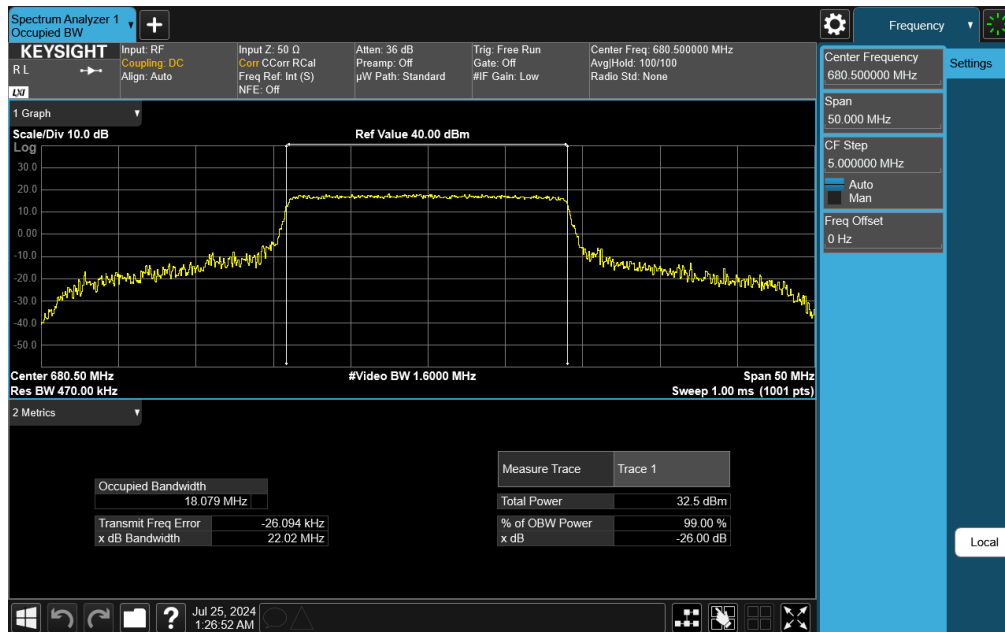 Spectrum Analyzer 1
Occupied BW
▼
+
Frequency
▼
KEYSIGHT
R L
LXI
Input: RF
Coupling: DC
Align: Auto
Input Z: 50 Ω
Corr CCorr RCal
Freq Ref: Int (S)
NFE: Off
Atten: 36 dB
Preamp: Off
µW Path: Standard
Trig: Free Run
Gate: Off
#IF Gain: Low
Center Freq: 680.500000 MHz
Avg|Hold: 100/100
Radio Std: None
Center Frequency
680.500000 MHz
Settings
Span
50.000 MHz
CF Step
5.000000 MHz
Auto
Man
Freq Offset
0 Hz
Local
1 Graph
▼
Scale/Div 10.0 dB
Ref Value 40.00 dBm
Log
30.0
20.0
10.0
0.00
-10.0
-20.0
-30.0
-40.0
-50.0
Center 680.50 MHz
#Video BW 1.6000 MHz
Span 50 MHz
Res BW 470.00 kHz
Sweep 1.00 ms (1001 pts)
2 Metrics
▼
Occupied Bandwidth
18.079 MHz
Transmit Freq Error -26.094 kHz
x dB Bandwidth 22.02 MHz
Measure Trace Trace 1
Total Power 32.5 dBm
% of OBW Power 99.00 %
x dB -26.00 dB
?
Jul 25, 2024
1:26:52 AM